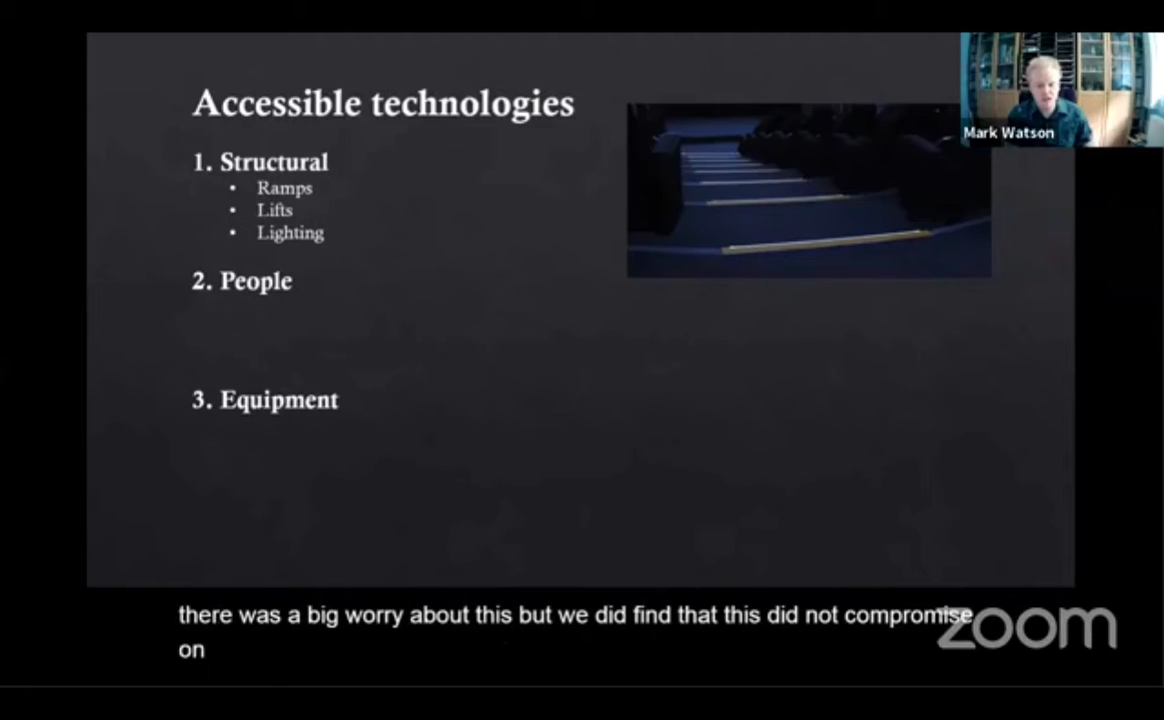 Accessible technologies
Mark Watson
1. Structural
• Ramps
• Lifts
• Lighting
2. People
3. Equipment
there was a big worry about this but we did find that this did not compromise
on
zoom